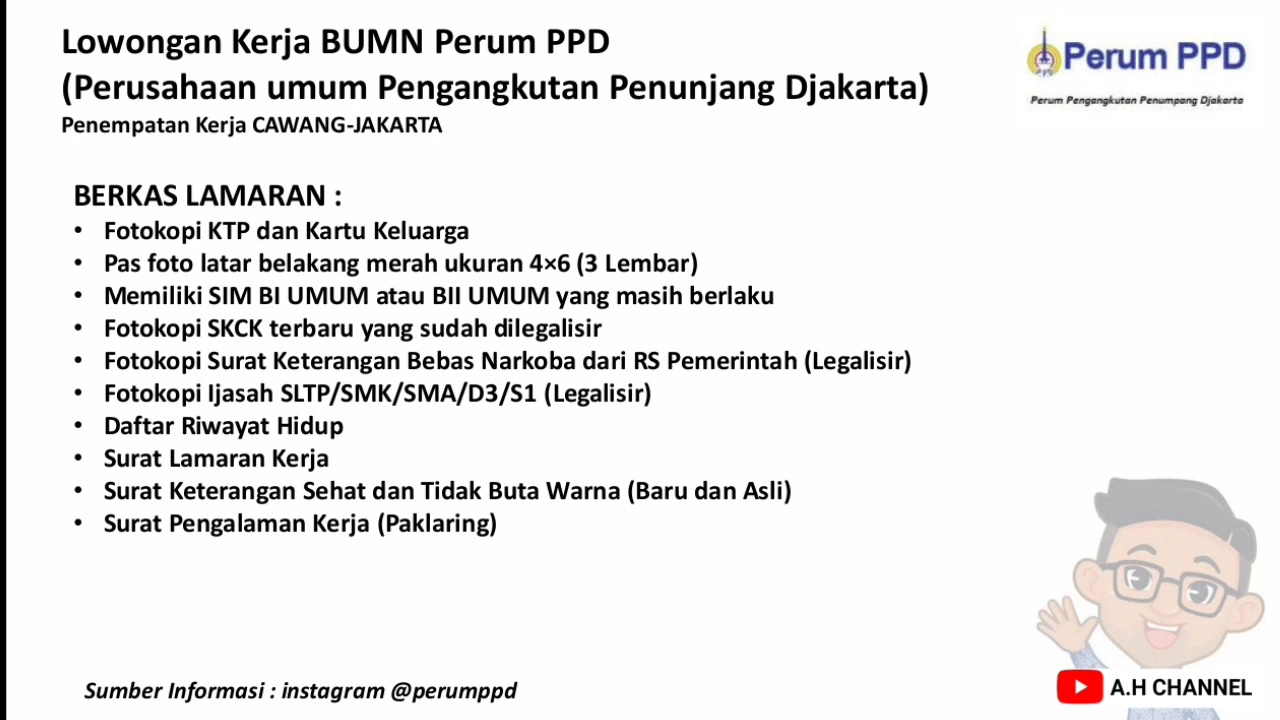 Lowongan Kerja BUMN Perum PPD
(Perusahaan umum Pengangkutan Penunjang Djakarta)
Penempatan Kerja CAWANG-JAKARTA
Perum PPD
Perum Pengangkutan Penumpang Djakarta
BERKAS LAMARAN :
• Fotokopi KTP dan Kartu Keluarga
• Pas foto latar belakang merah ukuran 4×6 (3 Lembar)
• Memiliki SIM BI UMUM atau BII UMUM yang masih berlaku
• Fotokopi SKCK terbaru yang sudah dilegalisir
• Fotokopi Surat Keterangan Bebas Narkoba dari RS Pemerintah (Legalisir)
• Fotokopi Ijasah SLTP/SMK/SMA/D3/S1 (Legalisir)
• Daftar Riwayat Hidup
• Surat Lamaran Kerja
• Surat Keterangan Sehat dan Tidak Buta Warna (Baru dan Asli)
• Surat Pengalaman Kerja (Paklaring)
Sumber Informasi : instagram @perumppd
A.H CHANNEL